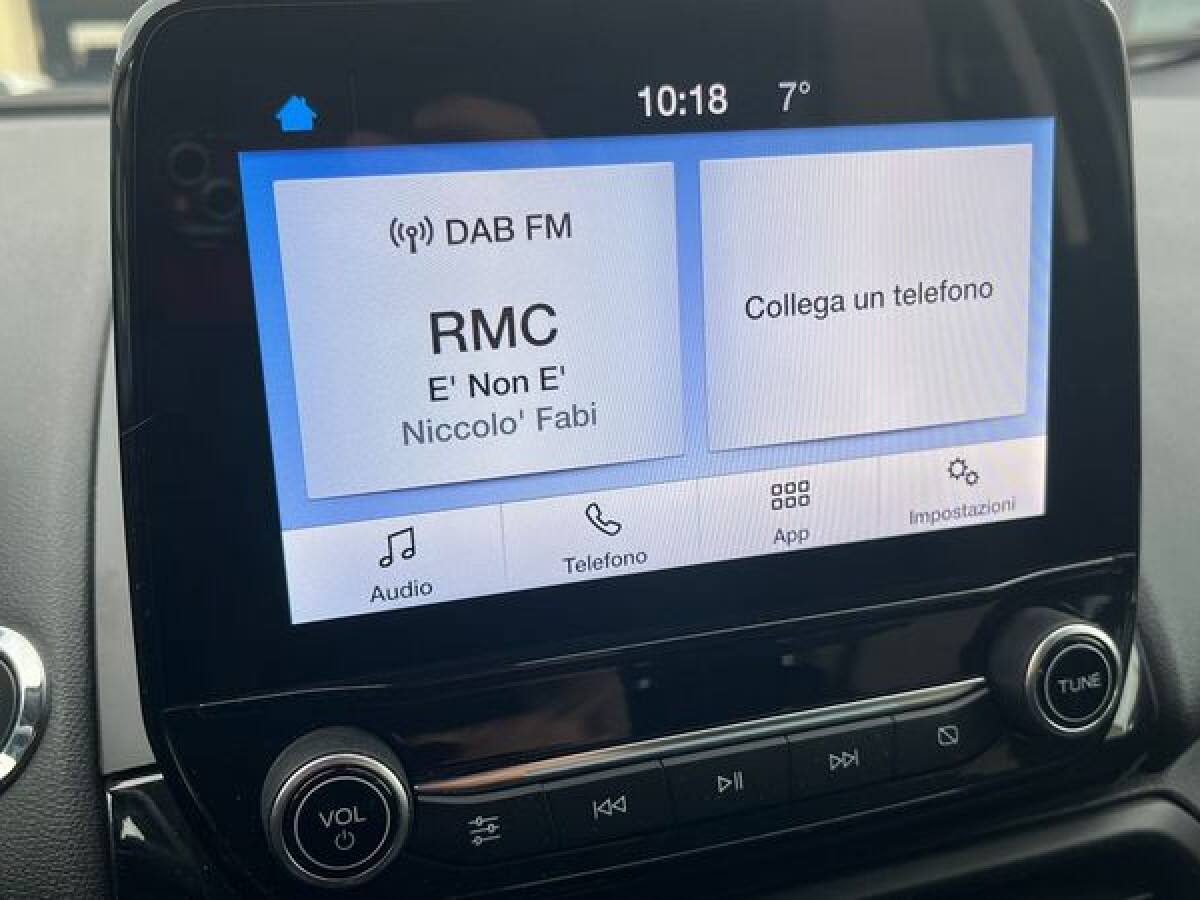 10:18 7°
DAB FM
RMC
E' Non E'
Niccolo' Fabi
Collega un telefono
Audio
Telefono
App
Impostazioni
VOL
TUNE